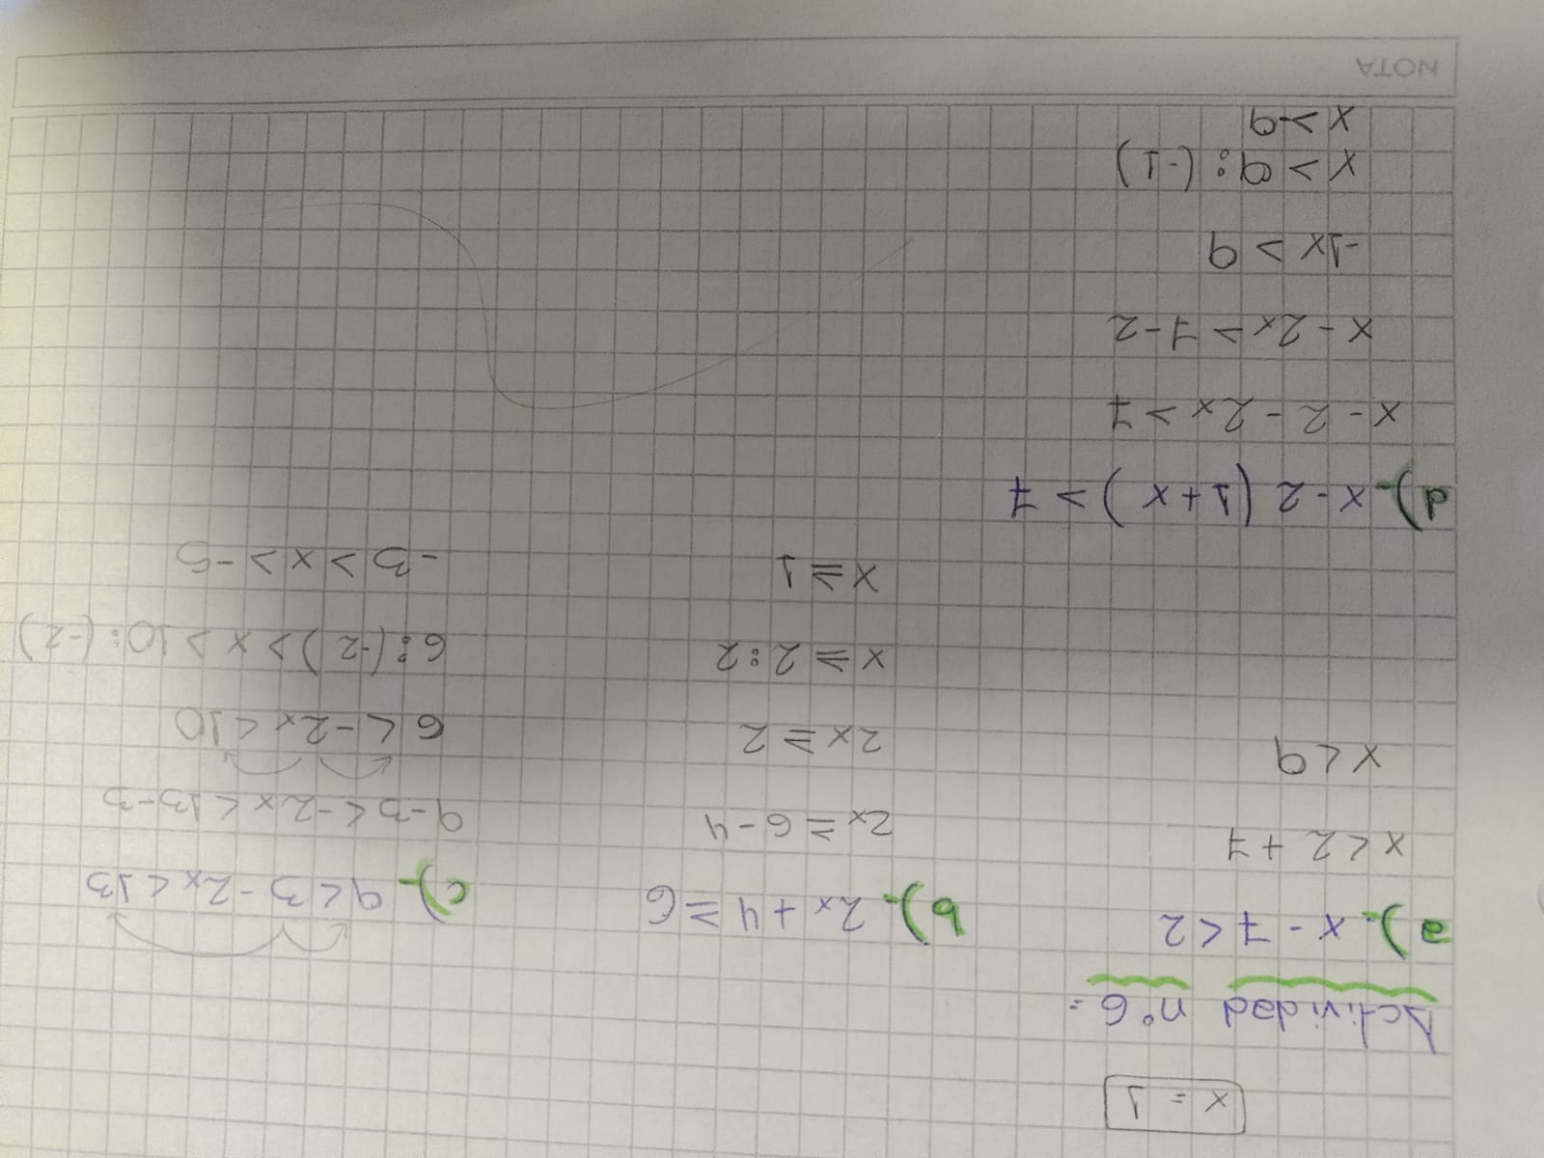 x = 1
Actividad n°6 =
a)- x - 7 < 2
x < 2 + 7
x < 9
b)- 2x + 4 ≥ 6
2x ≥ 6 - 4
2x ≥ 2
x ≥ 2:2
x ≥ 1
c)- 9 < 3 - 2x < 13
9-3 < -2x < 13-3
6 < -2x < 10
6:(-2) > x > 10:(-2)
-3 > x > -5
d)- x - 2 (1+x) > 7
x - 2 - 2x > 7
x - 2x > 7 - 2
-1x > 9
x > 9: (-1)
x > -9
NOTA